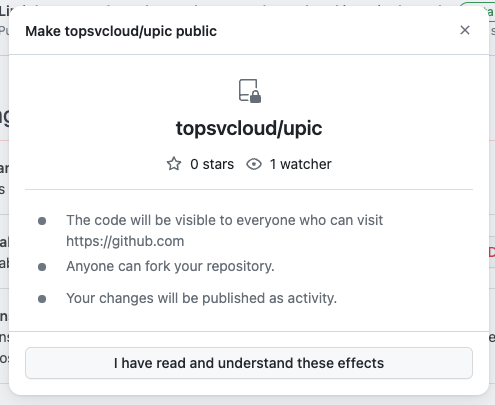 Make topsvcloud/upic public
topsvcloud/upic
0 stars 1 watcher
The code will be visible to everyone who can visit
https://github.com
Anyone can fork your repository.
Your changes will be published as activity.
I have read and understand these effects